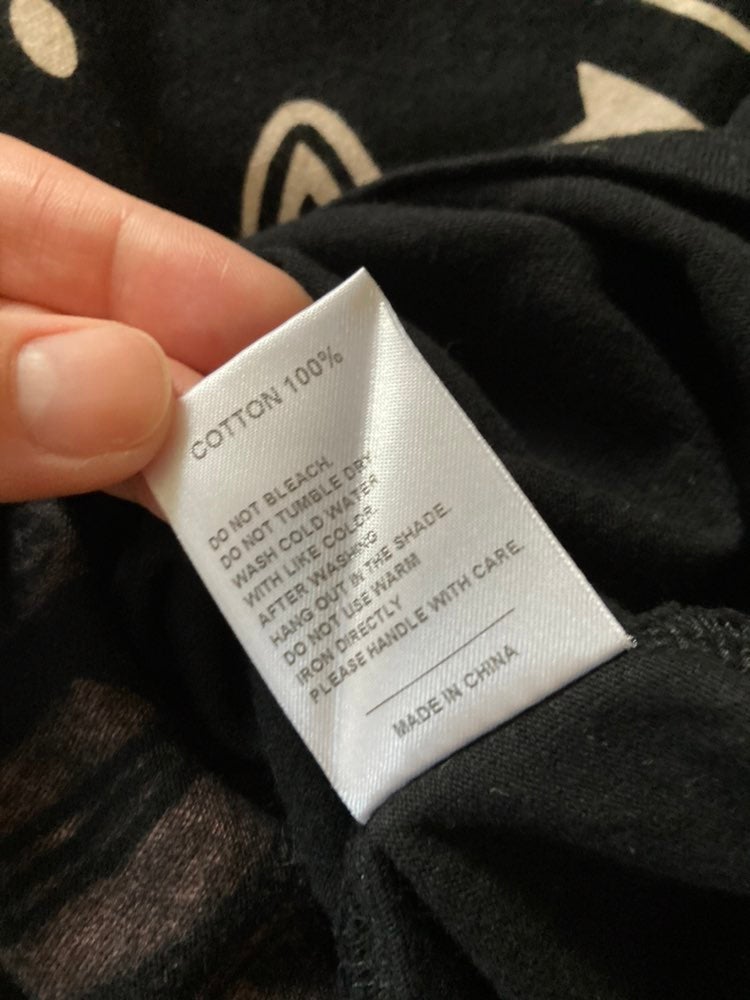 COTTON 100%
DO NOT BLEACH.
DO NOT TUMBLE DRY
WASH COLD WATER
WITH LIKE COLOR
AFTER WASHING
HANG OUT IN THE SHADE.
DO NOT USE WARM
IRON DIRECTLY
PLEASE HANDLE WITH CARE.
MADE IN CHINA